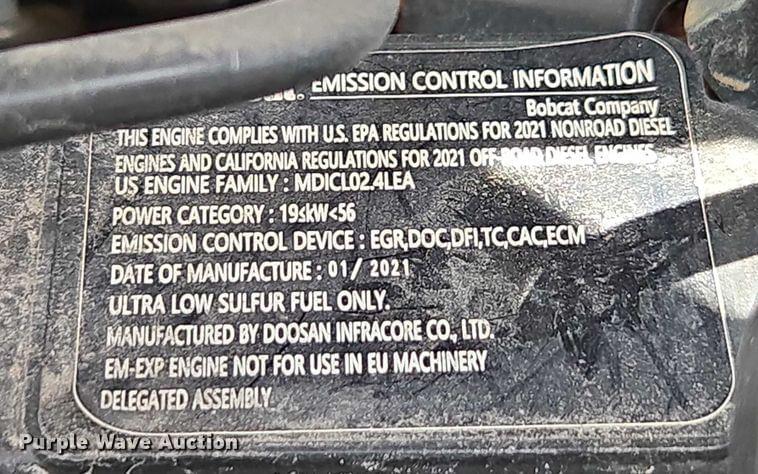 EMISSION CONTROL INFORMATION
Bobcat Company
THIS ENGINE COMPLIES WITH U.S. EPA REGULATIONS FOR 2021 NONROAD DIESEL
ENGINES AND CALIFORNIA REGULATIONS FOR 2021 OFF-ROAD DIESEL ENGINES
US ENGINE FAMILY : MDICL02.4LEA
POWER CATEGORY : 19≤kW<56
EMISSION CONTROL DEVICE : EGR,DOC,DFI,TC,CAC,ECM
DATE OF MANUFACTURE : 01/ 2021
ULTRA LOW SULFUR FUEL ONLY.
MANUFACTURED BY DOOSAN INFRACORE CO., LTD.
EM-EXP ENGINE NOT FOR USE IN EU MACHINERY
DELEGATED ASSEMBLY
Purple Wave Auction